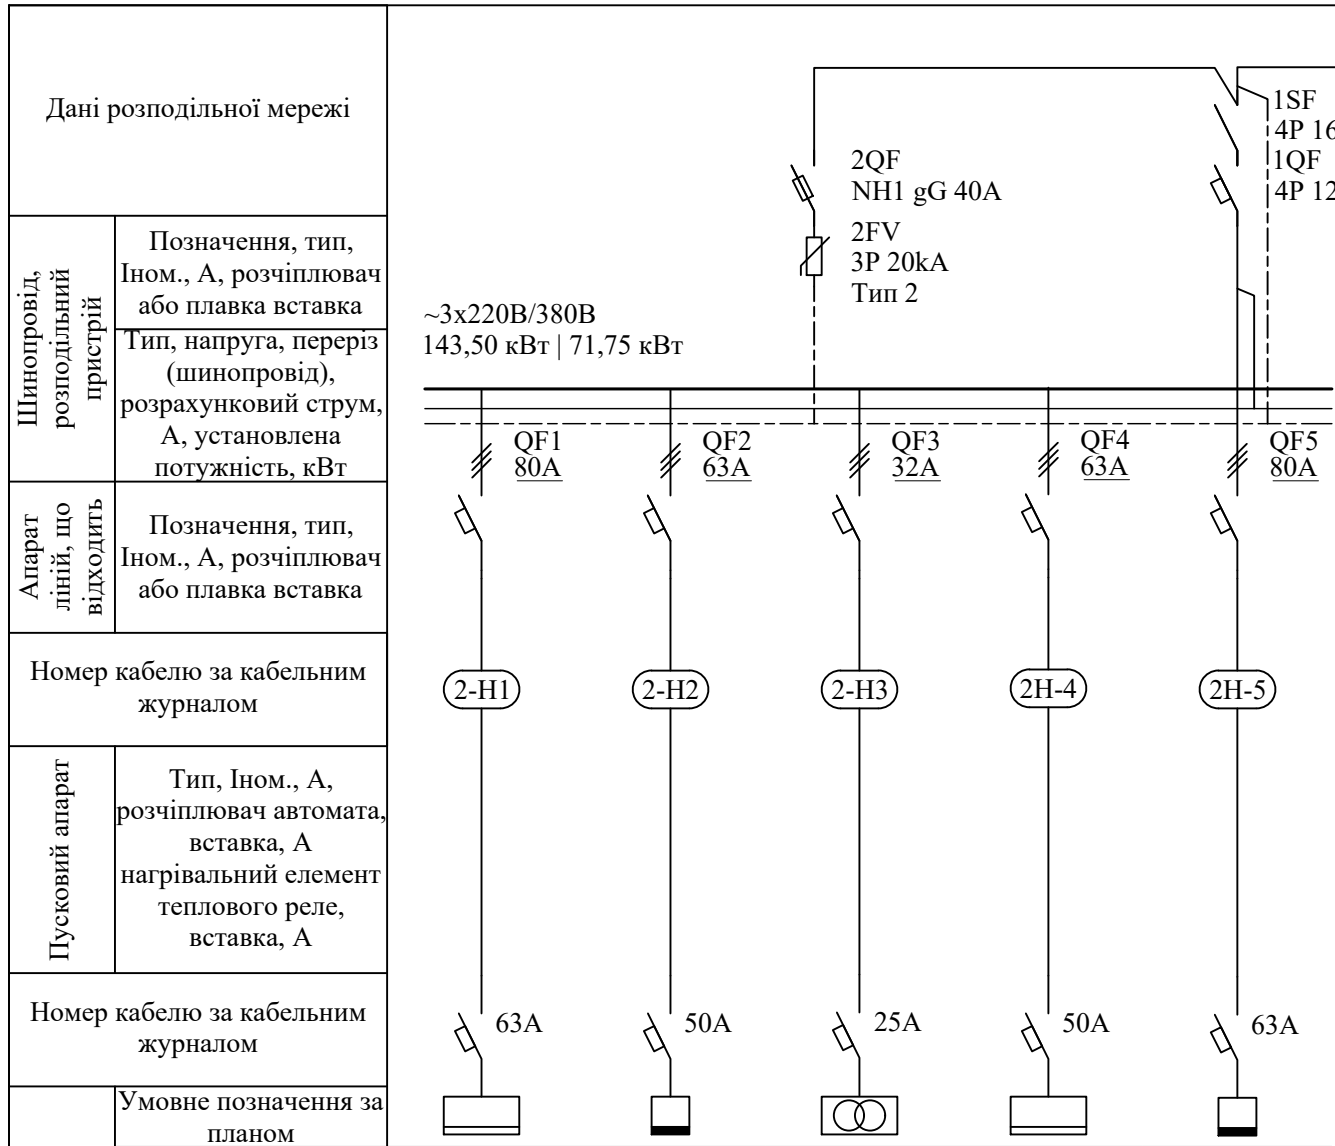 Дані розподільної мережі
Шинопровід,
розподільний
пристрій
Позначення, тип,
Іном., А, розчіплювач
або плавка вставка
Тип, напруга, переріз
(шинопровід),
розрахунковий струм,
А, установлена
потужність, кВт
Апарат
ліній, що
відходить
Позначення, тип,
Іном., А, розчіплювач
або плавка вставка
Номер кабелю за кабельним
журналом
Пусковий апарат
Тип, Іном., А,
розчіплювач автомата,
вставка, А
нагрівальний елемент
теплового реле,
вставка, А
Номер кабелю за кабельним
журналом
Умовне позначення за
планом
2QF
NH1 gG 40A
2FV
3P 20kA
Тип 2
1SF
4P 16
1QF
4P 12
~3х220В/380В
143,50 кВт | 71,75 кВт
QF1
80A
QF2
63A
QF3
32A
QF4
63A
QF5
80A
2-Н1
2-Н2
2-Н3
2Н-4
2Н-5
63A
50A
25A
50A
63A